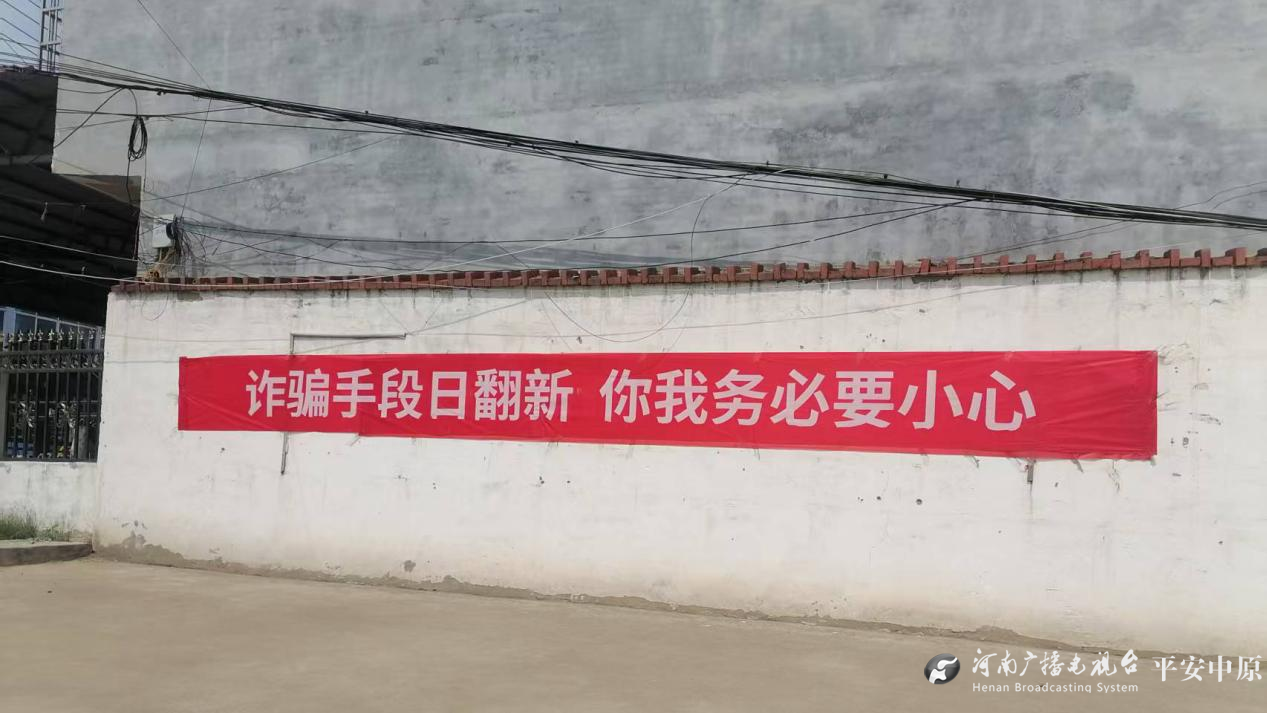 诈骗手段日翻新 你我务必要小心
河南广播电视台 平安中原
Henan Broadcasting System